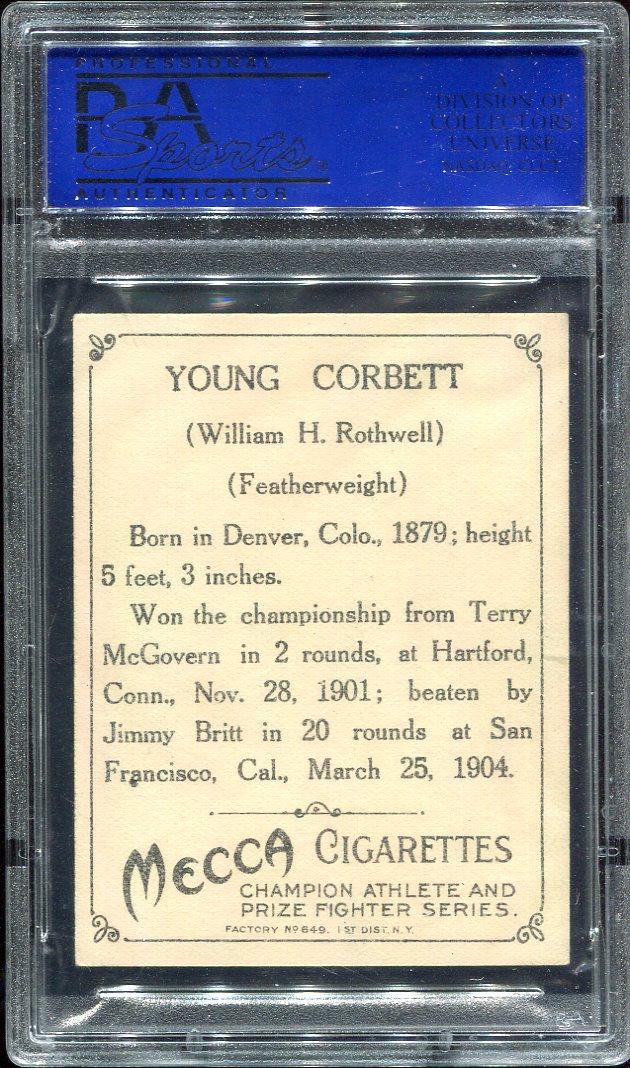 PROFESSIONAL
PSA
Sports
AUTHENTICATOR
A
DIVISION OF
COLLECTORS
UNIVERSE
NASDAQ: CLCT
YOUNG CORBETT
(William H. Rothwell)
(Featherweight)
Born in Denver, Colo., 1879; height
5 feet, 3 inches.
Won the championship from Terry
McGovern in 2 rounds, at Hartford,
Conn., Nov. 28, 1901; beaten by
Jimmy Britt in 20 rounds at San
Francisco, Cal., March 25, 1904.
MECCA CIGARETTES
CHAMPION ATHLETE AND
PRIZE FIGHTER SERIES.
FACTORY Nº 649. 1ST DIST. N.Y.
PSA